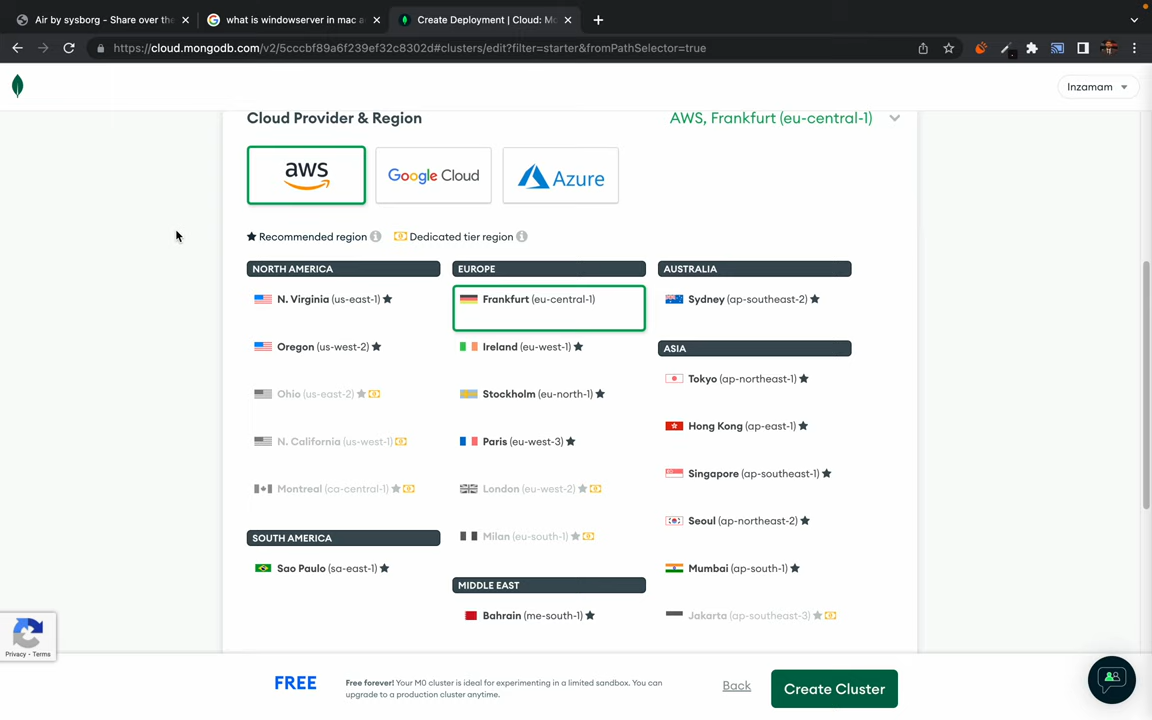 Air by sysborg - Share over the
what is windowserver in mac a
Create Deployment | Cloud: Mo
https://cloud.mongodb.com/v2/5cccbf89a6f239ef32c8302d#clusters/edit?filter=starter&fromPathSelector=true
Inzamam
Cloud Provider & Region
AWS, Frankfurt (eu-central-1)
aws
Google Cloud
Azure
Recommended region
Dedicated tier region
NORTH AMERICA
N. Virginia (us-east-1)
Oregon (us-west-2)
Ohio (us-east-2)
N. California (us-west-1)
Montreal (ca-central-1)
SOUTH AMERICA
Sao Paulo (sa-east-1)
EUROPE
Frankfurt (eu-central-1)
Ireland (eu-west-1)
Stockholm (eu-north-1)
Paris (eu-west-3)
London (eu-west-2)
Milan (eu-south-1)
MIDDLE EAST
Bahrain (me-south-1)
AUSTRALIA
Sydney (ap-southeast-2)
ASIA
Tokyo (ap-northeast-1)
Hong Kong (ap-east-1)
Singapore (ap-southeast-1)
Seoul (ap-northeast-2)
Mumbai (ap-south-1)
Jakarta (ap-southeast-3)
Privacy - Terms
FREE
Free forever! Your M0 cluster is ideal for experimenting in a limited sandbox. You can
upgrade to a production cluster anytime.
Back
Create Cluster